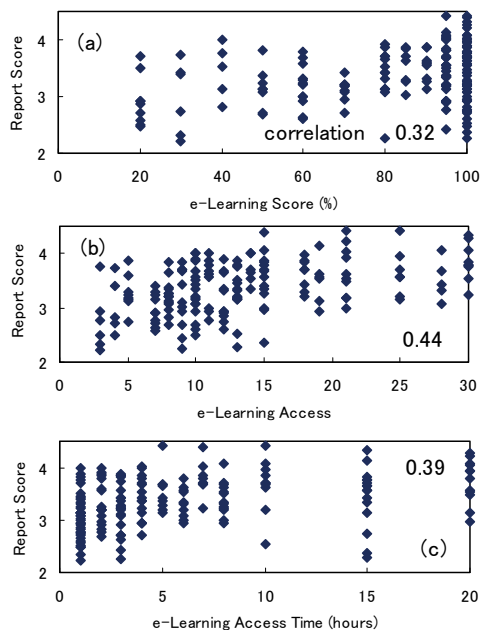 (a)
Report Score
4
3
2
correlation 0.32
0 20 40 60 80 100
e-Learning Score (%)
(b)
Report Score
4
3
2
0.44
0 5 10 15 20 25 30
e-Learning Access
Report Score
4
3
2
0.39
(c)
0 5 10 15 20
e-Learning Access Time (hours)